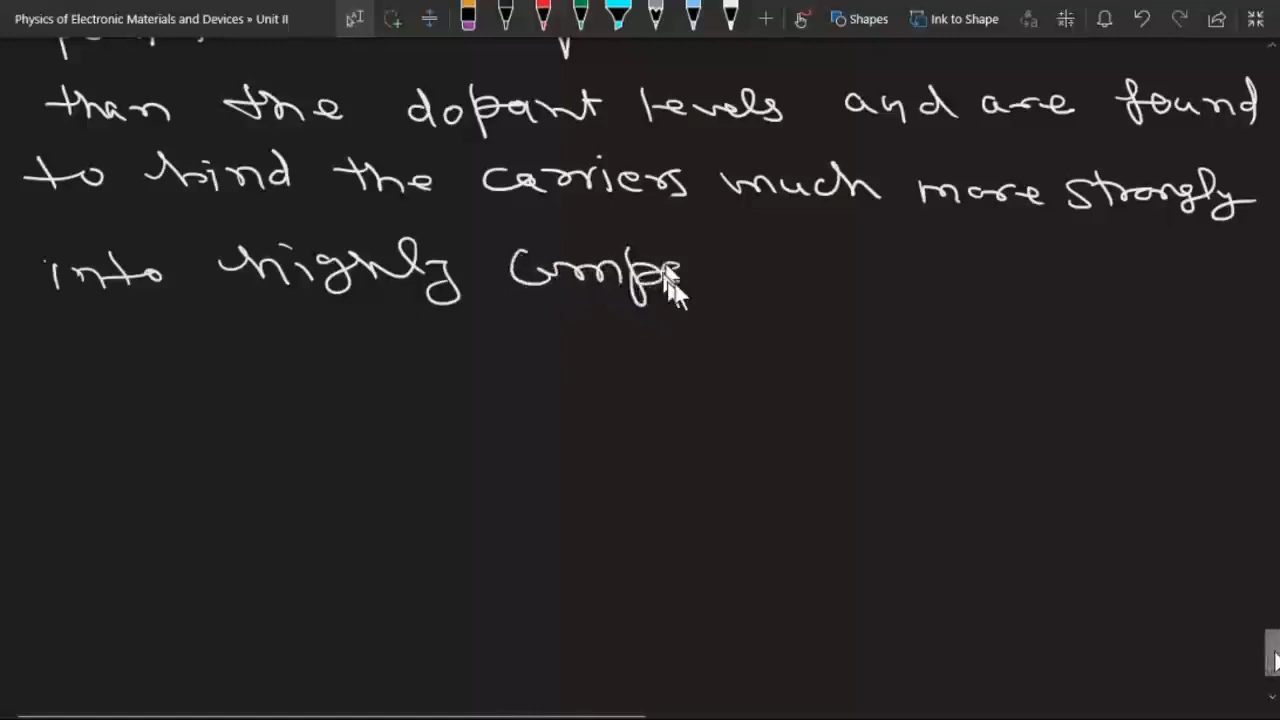 Physics of Electronic Materials and Devices » Unit II
Shapes
Ink to Shape
than the dopant levels and are found
to bind the carriers much more strongly
into highly comp